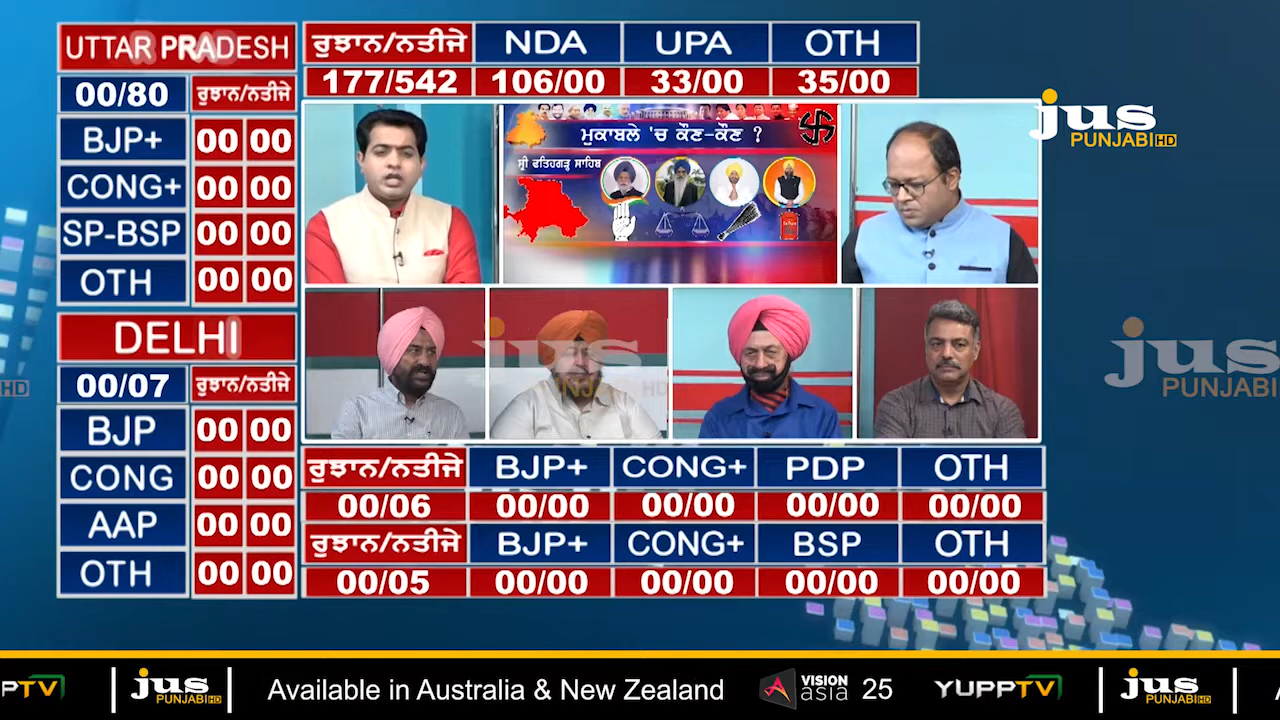 UTTAR PRADESH
00/80 ਰੁਝਾਨ/ਨਤੀਜੇ
BJP+ 00 00
CONG+ 00 00
SP-BSP 00 00
OTH 00 00
DELHI
00/07 ਰੁਝਾਨ/ਨਤੀਜੇ
BJP 00 00
CONG 00 00
AAP 00 00
OTH 00 00
ਰੁਝਾਨ/ਨਤੀਜੇ NDA UPA OTH
177/542 106/00 33/00 35/00
jus
PUNJABI HD
ਮੁਕਾਬਲੇ 'ਚ ਕੌਣ-ਕੌਣ ?
ਸ੍ਰੀ ਫਤਿਹਗੜ੍ਹ ਸਾਹਿਬ
jus
PUNJABI HD
jus
PUNJABI
HD
ਰੁਝਾਨ/ਨਤੀਜੇ BJP+ CONG+ PDP OTH
00/06 00/00 00/00 00/00 00/00
ਰੁਝਾਨ/ਨਤੀਜੇ BJP+ CONG+ BSP OTH
00/05 00/00 00/00 00/00 00/00
PTV jus PUNJABI HD Available in Australia & New Zealand VISION asia 25 YUPPTV jus PUNJABI HD